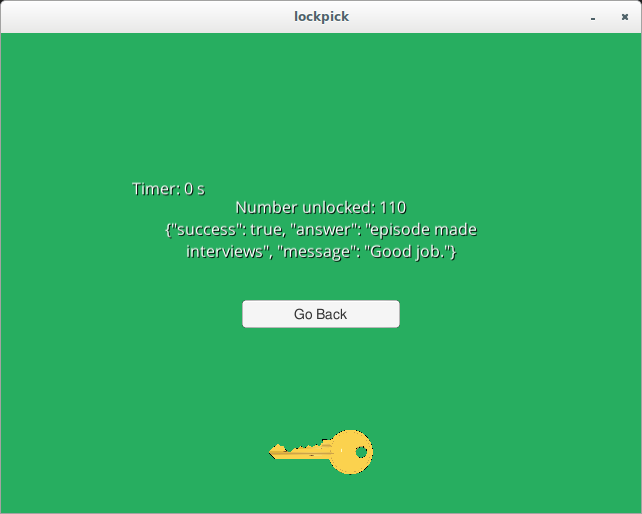 lockpick
Timer: 0 s
Number unlocked: 110
{"success": true, "answer": "episode made
interviews", "message": "Good job."}
Go Back